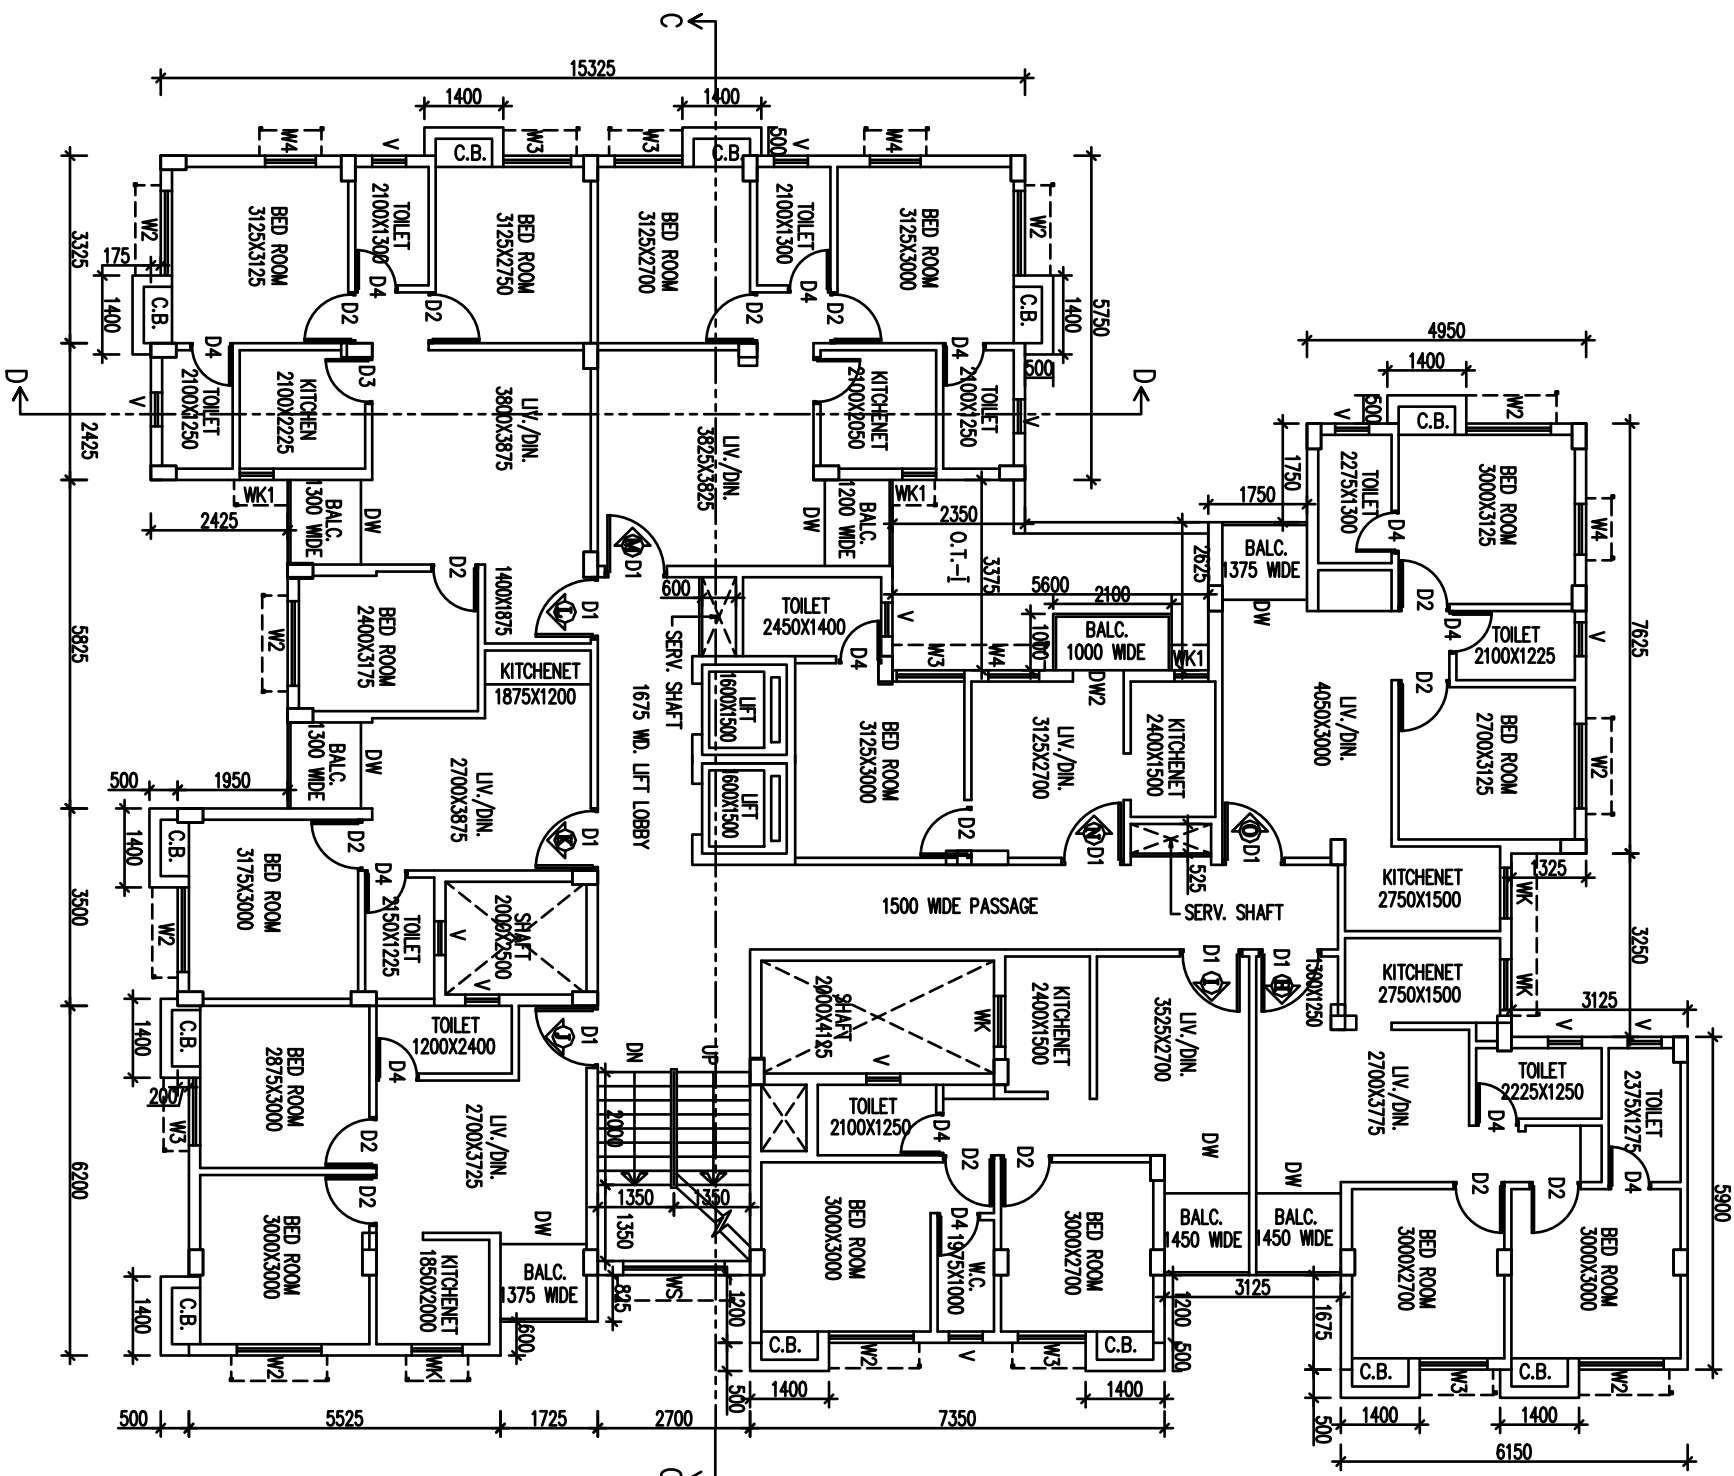 C
15325
1400
1400
500
W4
V
C.B.
W3
W3
C.B.
V
W4
W2
BED ROOM
3125X3125
TOILET
2100X1300
BED ROOM
3125X2750
BED ROOM
3125X2700
TOILET
2100X1300
BED ROOM
3125X3000
W2
3325
175
1400
C.B.
D4
D2
D2
D2
D4
D2
C.B.
1400
5750
500
D4
D3
D4
D
D
V
TOILET
2100X1250
KITCHEN
2100X2225
LIV./DIN.
3800X3875
LIV./DIN.
3825X3825
KITCHENET
2100X2050
TOILET
2100X1250
V
2425
WK1
2425
BALC.
1300 WIDE
DW
DW
BALC.
1200 WIDE
WK1
2350
O.T.-I
3375
4950
1400
500
V
C.B.
W2
1750
1750
TOILET
2275X1300
BED ROOM
3000X3125
W4
D4
BALC.
1375 WIDE
2625
DW
D2
D4
TOILET
2100X1225
V
7625
5600
2100
1000
BALC.
1000 WIDE
WK1
W3
W4
DW2
M
D1
L
D1
D2
1400X1875
600
SERV. SHAFT
TOILET
2450X1400
V
D4
5825
W2
BED ROOM
2400X3175
KITCHENET
1875X1200
1675 WD. LIFT LOBBY
LIFT
1600X1500
LIFT
1600X1500
BED ROOM
3125X3000
LIV./DIN.
3125X2700
KITCHENET
2400X1500
LIV./DIN.
4050X3000
D2
BED ROOM
2700X3125
W2
BALC.
1300 WIDE
DW
LIV./DIN.
2700X3875
500
1950
1400
C.B.
D2
K
D1
D2
N
D1
O
D1
525
SERV. SHAFT
KITCHENET
2750X1500
WK
1325
3250
3500
BED ROOM
3175X3000
D4
TOILET
2150X1225
V
SHAFT
2000X2500
V
W2
1500 WIDE PASSAGE
D1
I
D1
H
1300X1250
KITCHENET
2750X1500
WK
3125
1400
C.B.
200
W3
TOILET
1200X2400
BED ROOM
2875X3000
D4
J
D1
DN
UP
SHAFT
2000X4125
V
WK
KITCHENET
2400X1500
LIV./DIN.
3525X2700
LIV./DIN.
2700X3775
V
V
TOILET
2225X1250
TOILET
2375X1275
D4
D4
5900
TOILET
2100X1250
D4
2000
LIV./DIN.
2700X3725
D2
D2
D2
D2
DW
DW
D2
D2
6200
1350
1350
1350
BED ROOM
3000X3000
C.B.
1400
KITCHENET
1850X2000
DW
BALC.
1375 WIDE
825
600
W2
WK
WS
1200
BED ROOM
3000X3000
D4
W.C.
1975X1000
BED ROOM
3000X2700
BALC.
1450 WIDE
BALC.
1450 WIDE
3125
1200
1675
BED ROOM
3000X2700
BED ROOM
3000X3000
C.B.
W2
V
W3
C.B.
500
500
C.B.
W3
C.B.
W2
1400
1400
1400
1400
500
500
5525
1725
2700
7350
6150